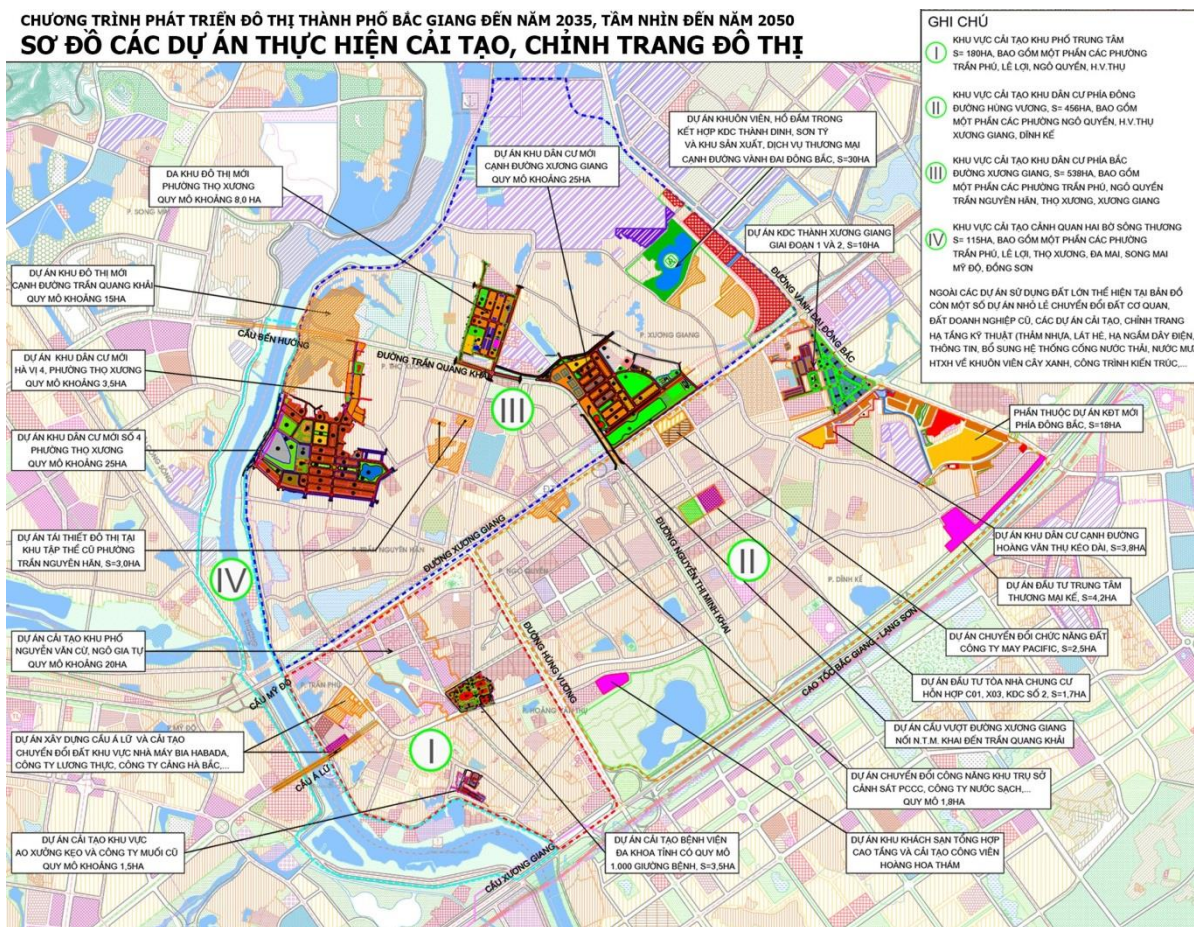 CHƯƠNG TRÌNH PHÁT TRIỂN ĐÔ THỊ THÀNH PHỐ BẮC GIANG ĐẾN NĂM 2035, TẦM NHÌN ĐẾN NĂM 2050
SƠ ĐỒ CÁC DỰ ÁN THỰC HIỆN CẢI TẠO, CHỈNH TRANG ĐÔ THỊ
GHI CHÚ
I
KHU VỰC CẢI TẠO KHU PHỐ TRUNG TÂM
S= 180HA, BAO GỒM MỘT PHẦN CÁC PHƯỜNG
TRẦN PHÚ, LÊ LỢI, NGÔ QUYỀN, H.V.THỤ
II
KHU VỰC CẢI TẠO KHU DÂN CƯ PHÍA ĐÔNG
ĐƯỜNG HÙNG VƯƠNG, S= 456HA, BAO GỒM
MỘT PHẦN CÁC PHƯỜNG NGÔ QUYỀN, H.V.THỤ
XƯƠNG GIANG, DĨNH KẾ
III
KHU VỰC CẢI TẠO KHU DÂN CƯ PHÍA BẮC
ĐƯỜNG XƯƠNG GIANG, S= 538HA, BAO GỒM
MỘT PHẦN CÁC PHƯỜNG TRẦN PHÚ, NGÔ QUYỀN
TRẦN NGUYÊN HÃN, THỌ XƯƠNG, XƯƠNG GIANG
IV
KHU VỰC CẢI TẠO CẢNH QUAN HAI BỜ SÔNG THƯƠNG
S= 115HA, BAO GỒM MỘT PHẦN CÁC PHƯỜNG
TRẦN PHÚ, LÊ LỢI, THỌ XƯƠNG, ĐA MAI, SONG MAI
MỸ ĐỘ, ĐỒNG SƠN
NGOÀI CÁC DỰ ÁN SỬ DỤNG ĐẤT LỚN THỂ HIỆN TẠI BẢN ĐỒ
CÒN MỘT SỐ DỰ ÁN NHỎ LẺ CHUYỂN ĐỔI ĐẤT CƠ QUAN,
ĐẤT DOANH NGHIỆP CŨ, CÁC DỰ ÁN CẢI TẠO, CHỈNH TRANG
HẠ TẦNG KỸ THUẬT (THẢM NHỰA, LÁT HÈ, HẠ NGẦM DÂY ĐIỆN,
THÔNG TIN, BỔ SUNG HỆ THỐNG CỐNG NƯỚC THẢI, NƯỚC MƯ
HTXH VỀ KHUÔN VIÊN CÂY XANH, CÔNG TRÌNH KIẾN TRÚC,...
DỰ ÁN KHUÔN VIÊN, HỒ ĐẦM TRONG
KẾT HỢP KDC THÀNH DINH, SƠN TÝ
VÀ KHU SẢN XUẤT, DỊCH VỤ THƯƠNG MẠI
CẠNH ĐƯỜNG VÀNH ĐAI ĐÔNG BẮC, S=30HA
DỰ ÁN KHU DÂN CƯ MỚI
CẠNH ĐƯỜNG XƯƠNG GIANG
QUY MÔ KHOẢNG 25HA
DA KHU ĐÔ THỊ MỚI
PHƯỜNG THỌ XƯƠNG
QUY MÔ KHOẢNG 8,0 HA
P. SONG MAI
DỰ ÁN KDC THÀNH XƯƠNG GIANG
GIAI ĐOẠN 1 VÀ 2, S=10HA
DỰ ÁN KHU ĐÔ THỊ MỚI
CẠNH ĐƯỜNG TRẦN QUANG KHẢI
QUY MÔ KHOẢNG 15HA
CẦU BẾN HƯỚNG
ĐƯỜNG TRẦN QUANG KHẢI
ĐƯỜNG VÀNH ĐAI ĐÔNG BẮC
P. XƯƠNG GIANG
DỰ ÁN KHU DÂN CƯ MỚI
HÀ VỊ 4, PHƯỜNG THỌ XƯƠNG
QUY MÔ KHOẢNG 3,5HA
III
PHẦN THUỘC DỰ ÁN KĐT MỚI
PHÍA ĐÔNG BẮC, S=18HA
DỰ ÁN KHU DÂN CƯ MỚI SỐ 4
PHƯỜNG THỌ XƯƠNG
QUY MÔ KHOẢNG 25HA
DỰ ÁN TÁI THIẾT ĐÔ THỊ TẠI
KHU TẬP THỂ CŨ PHƯỜNG
TRẦN NGUYÊN HÃN, S=3,0HA
P. TRẦN NGUYÊN HÃN
ĐƯỜNG XƯƠNG GIANG
P. NGÔ QUYỀN
ĐƯỜNG NGUYỄN THỊ MINH KHAI
II
P. DĨNH KẾ
IV
DỰ ÁN KHU DÂN CƯ CẠNH ĐƯỜNG
HOÀNG VĂN THỤ KÉO DÀI, S=3,8HA
DỰ ÁN ĐẦU TƯ TRUNG TÂM
THƯƠNG MẠI KẾ, S=4,2HA
DỰ ÁN CHUYỂN ĐỔI CHỨC NĂNG ĐẤT
CÔNG TY MAY PACIFIC, S=2,5HA
DỰ ÁN CẢI TẠO KHU PHỐ
NGUYỄN VĂN CỪ, NGÔ GIA TỰ
QUY MÔ KHOẢNG 20HA
ĐƯỜNG HÙNG VƯƠNG
CAO TỐC BẮC GIANG - LẠNG SƠN
DỰ ÁN ĐẦU TƯ TÒA NHÀ CHUNG CƯ
HỖN HỢP C01, X03, KDC SỐ 2, S=1,7HA
CẦU MỸ ĐỘ
P. TRẦN PHÚ
P. HOÀNG VĂN THỤ
DỰ ÁN CẦU VƯỢT ĐƯỜNG XƯƠNG GIANG
NỐI N.T.M. KHAI ĐẾN TRẦN QUANG KHẢI
DỰ ÁN XÂY DỰNG CẦU Á LỮ VÀ CẢI TẠO
CHUYỂN ĐỔI ĐẤT KHU VỰC NHÀ MÁY BIA HABADA,
CÔNG TY LƯƠNG THỰC, CÔNG TY CẢNG HÀ BẮC,...
I
CẦU Á LỮ
DỰ ÁN CHUYỂN ĐỔI CÔNG NĂNG KHU TRỤ SỞ
CẢNH SÁT PCCC, CÔNG TY NƯỚC SẠCH,...
QUY MÔ 1,8HA
DỰ ÁN CẢI TẠO KHU VỰC
AO XƯỞNG KẸO VÀ CÔNG TY MUỐI CŨ
QUY MÔ KHOẢNG 1,5HA
CẦU XƯƠNG GIANG
DỰ ÁN CẢI TẠO BỆNH VIỆN
ĐA KHOA TỈNH CÓ QUY MÔ
1.000 GIƯỜNG BỆNH, S=3,5HA
DỰ ÁN KHU KHÁCH SẠN TỔNG HỢP
CAO TẦNG VÀ CẢI TẠO CÔNG VIÊN
HOÀNG HOA THÁM